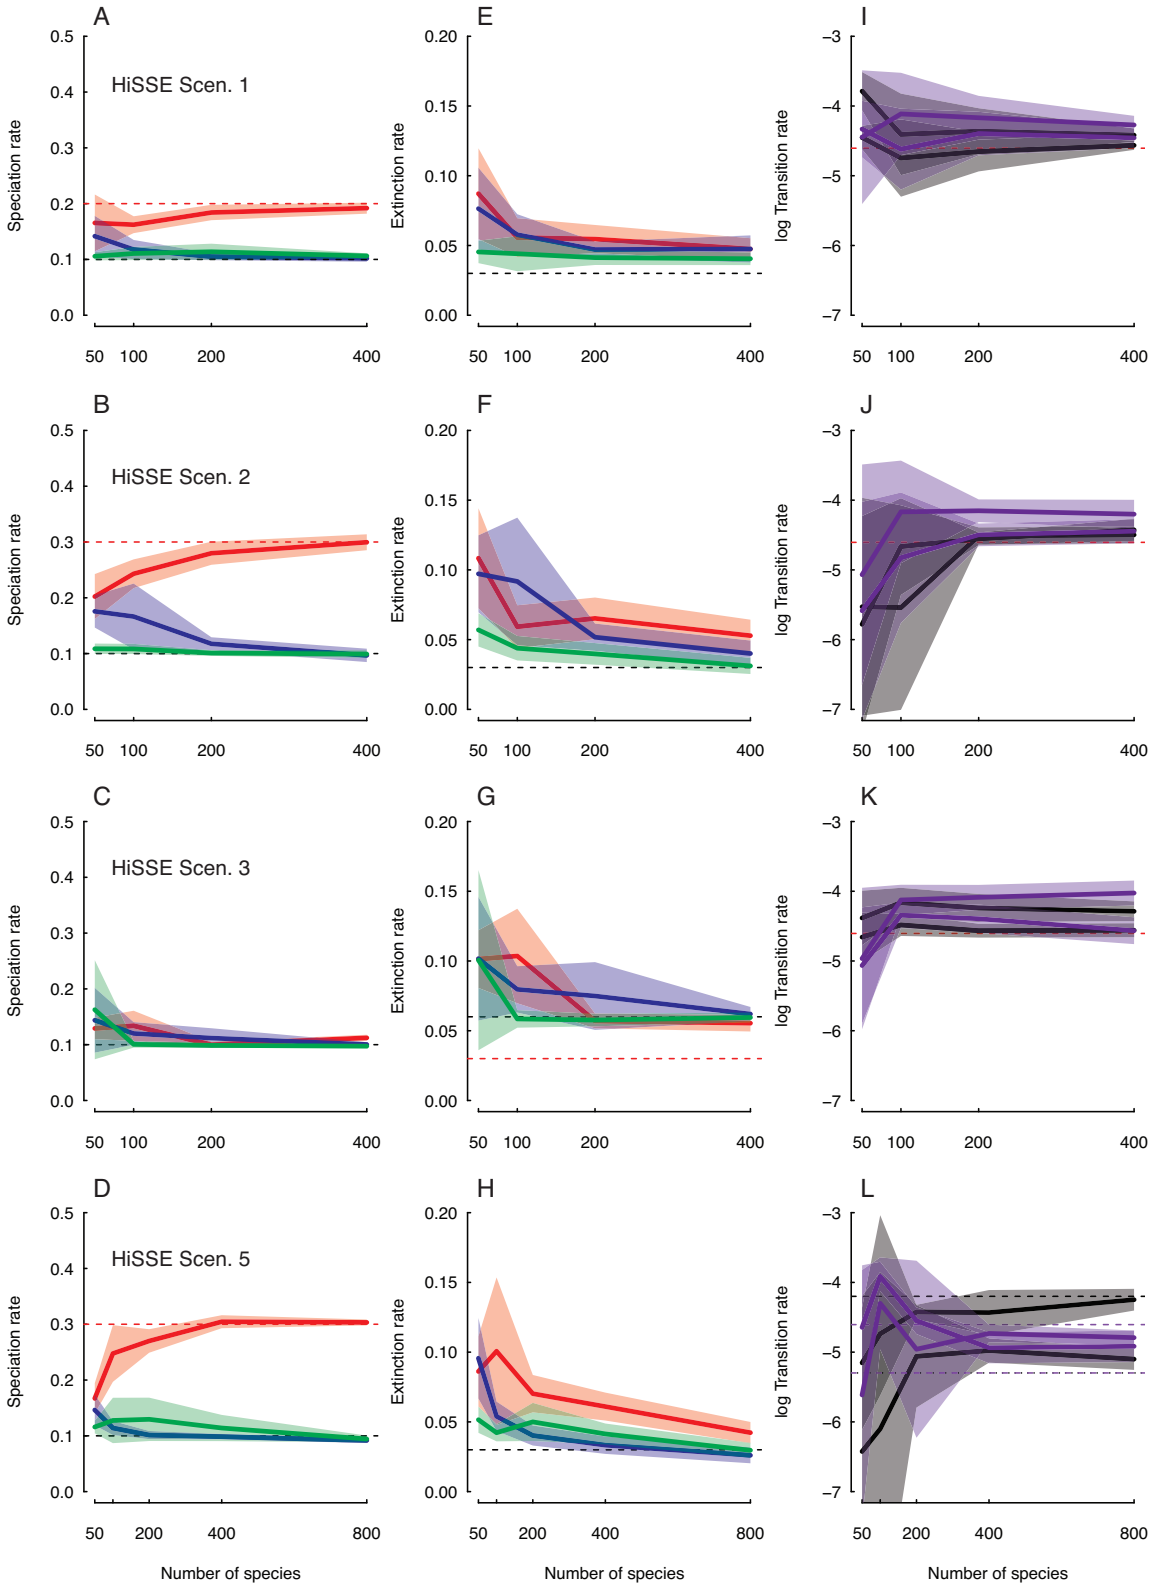 A
E
I
0.5
0.4
0.3
0.2
0.1
0.0
Speciation rate
HiSSE Scen. 1
50 100 200 400
0.20
0.15
0.10
0.05
0.00
Extinction rate
50 100 200 400
−3
−4
−5
−6
−7
log Transition rate
50 100 200 400
B
F
J
0.5
0.4
0.3
0.2
0.1
0.0
Speciation rate
HiSSE Scen. 2
50 100 200 400
0.20
0.15
0.10
0.05
0.00
Extinction rate
50 100 200 400
−3
−4
−5
−6
−7
log Transition rate
50 100 200 400
C
G
K
0.5
0.4
0.3
0.2
0.1
0.0
Speciation rate
HiSSE Scen. 3
50 100 200 400
0.20
0.15
0.10
0.05
0.00
Extinction rate
50 100 200 400
−3
−4
−5
−6
−7
log Transition rate
50 100 200 400
D
H
L
0.5
0.4
0.3
0.2
0.1
0.0
Speciation rate
HiSSE Scen. 5
50 200 400 800
Number of species
0.20
0.15
0.10
0.05
0.00
Extinction rate
50 200 400 800
Number of species
−3
−4
−5
−6
−7
log Transition rate
50 200 400 800
Number of species